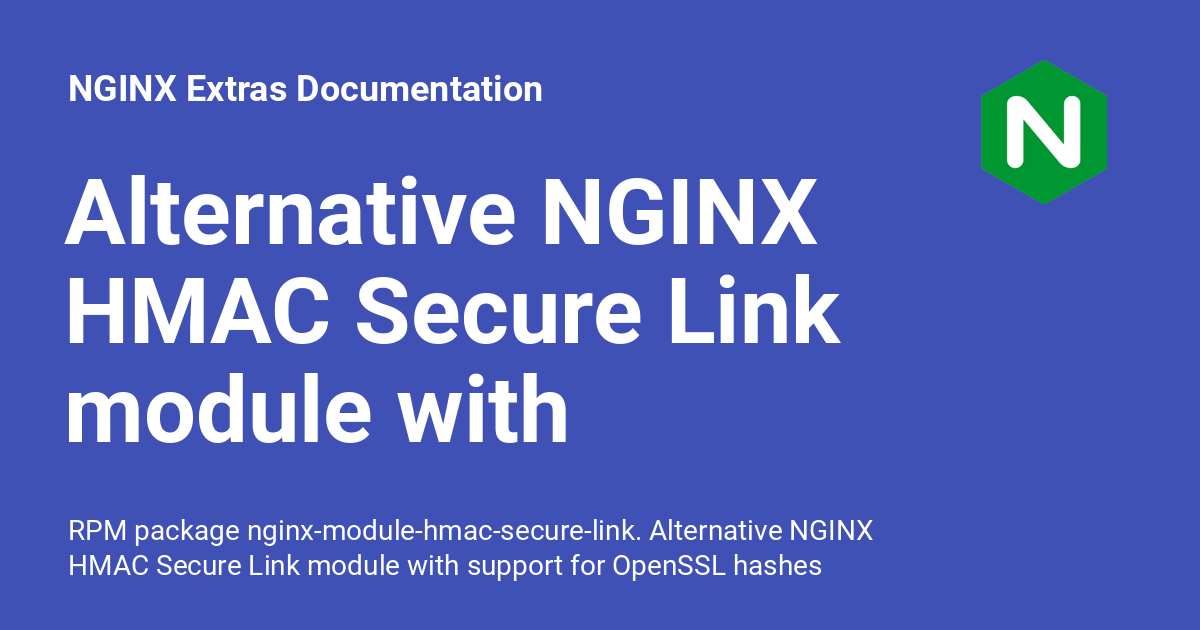 NGINX Extras Documentation
N
Alternative NGINX
HMAC Secure Link
module with
RPM package nginx-module-hmac-secure-link. Alternative NGINX
HMAC Secure Link module with support for OpenSSL hashes